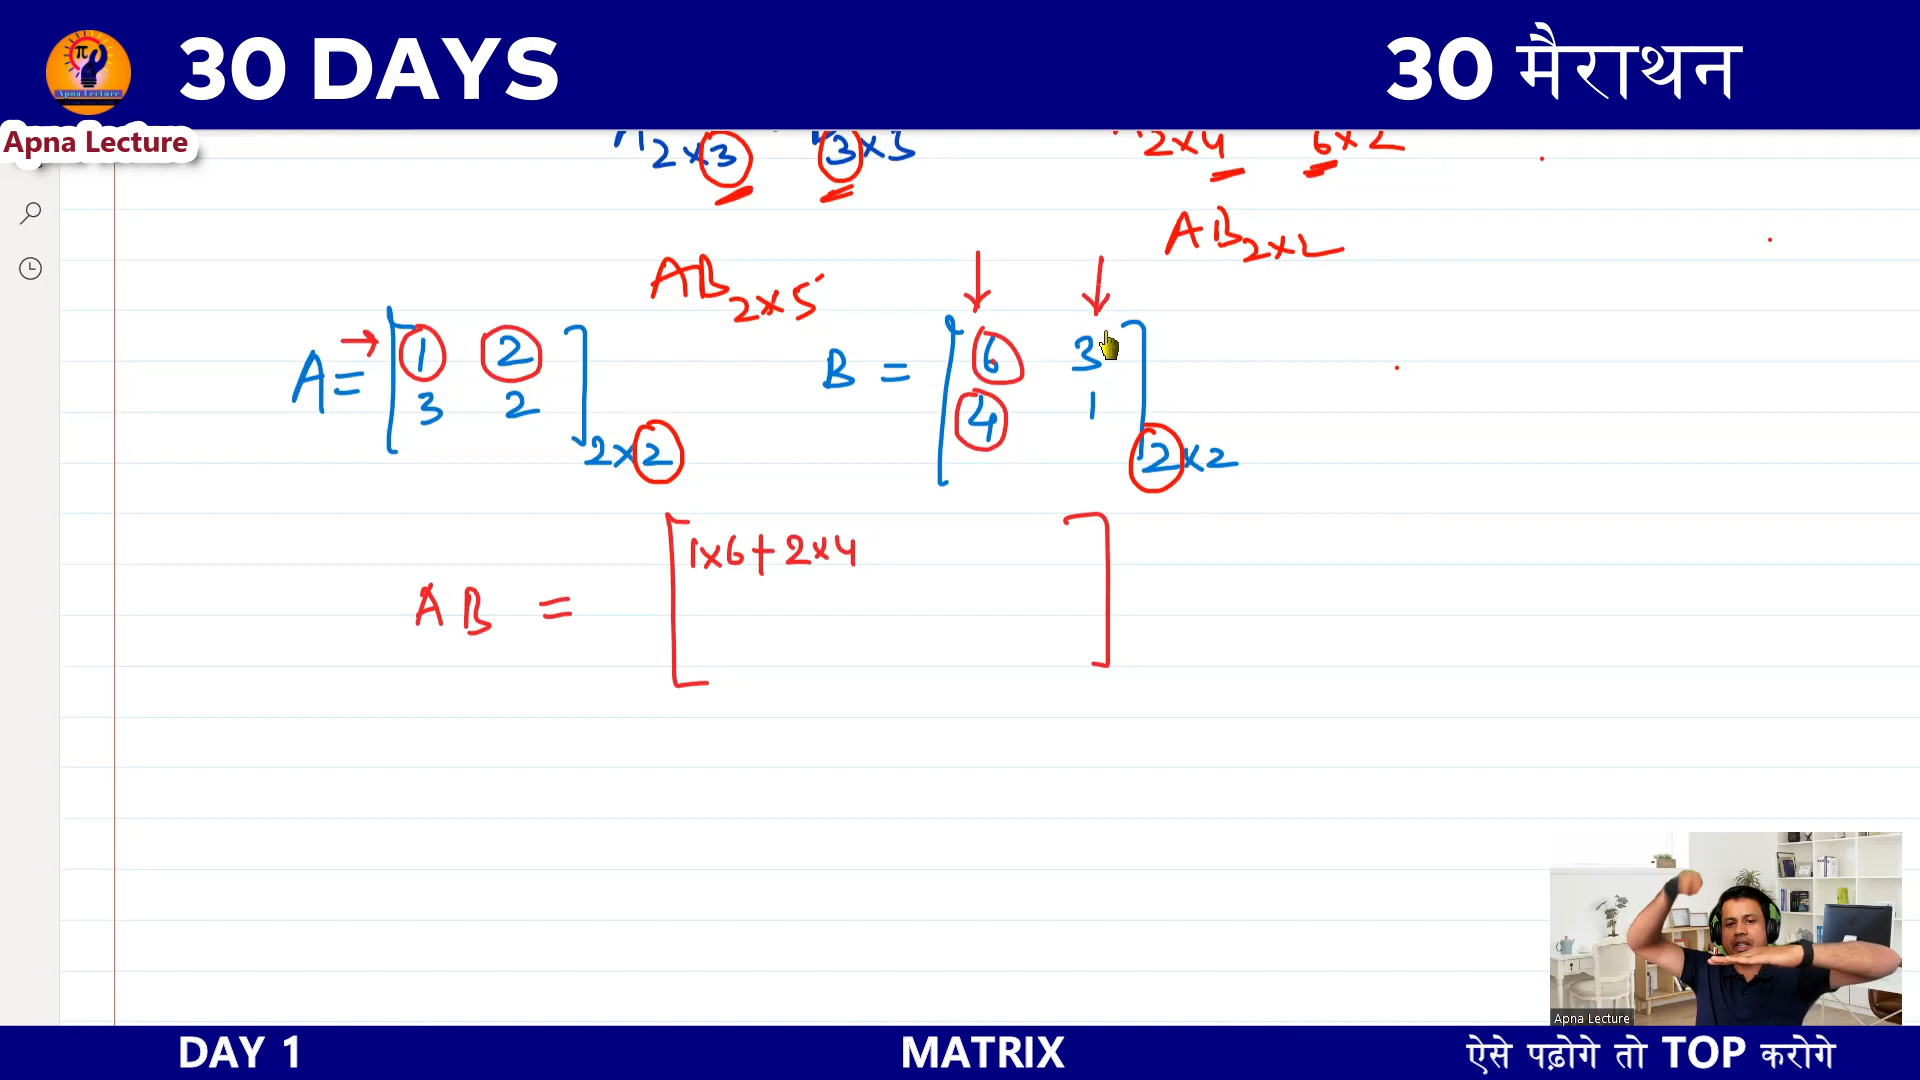 30 DAYS
30 मैराथन
Apna Lecture
2×3 3×5 2×4 6×2
AB2×2
AB2×5
A= [1 2 B = [6 3
3 2]2×2 4 1]2×2
[1×6+2×4 ]
AB =
Apna Lecture
DAY 1
MATRIX
ऐसे पढ़ोगे तो TOP करोगे